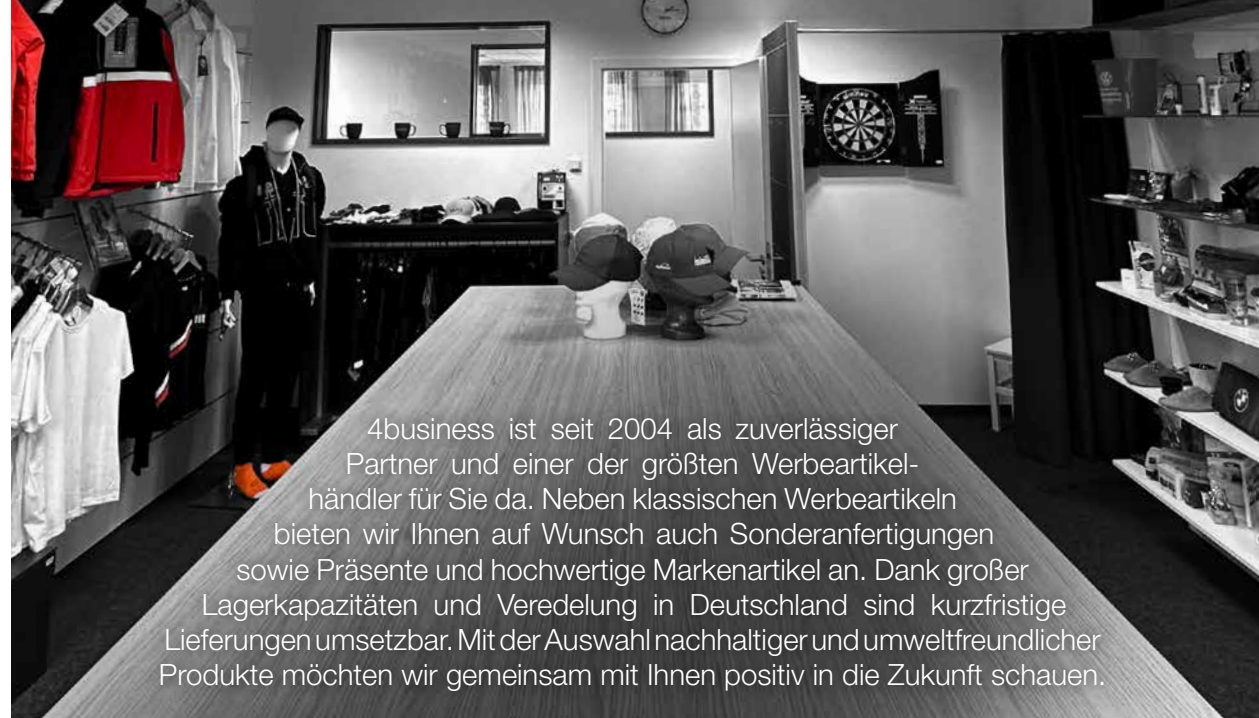 4business ist seit 2004 als zuverlässiger
Partner und einer der größten Werbeartikel-
händler für Sie da. Neben klassischen Werbeartikeln
bieten wir Ihnen auf Wunsch auch Sonderanfertigungen
sowie Präsente und hochwertige Markenartikel an. Dank großer
Lagerkapazitäten und Veredelung in Deutschland sind kurzfristige
Lieferungen umsetzbar. Mit der Auswahl nachhaltiger und umweltfreundlicher
Produkte möchten wir gemeinsam mit Ihnen positiv in die Zukunft schauen.